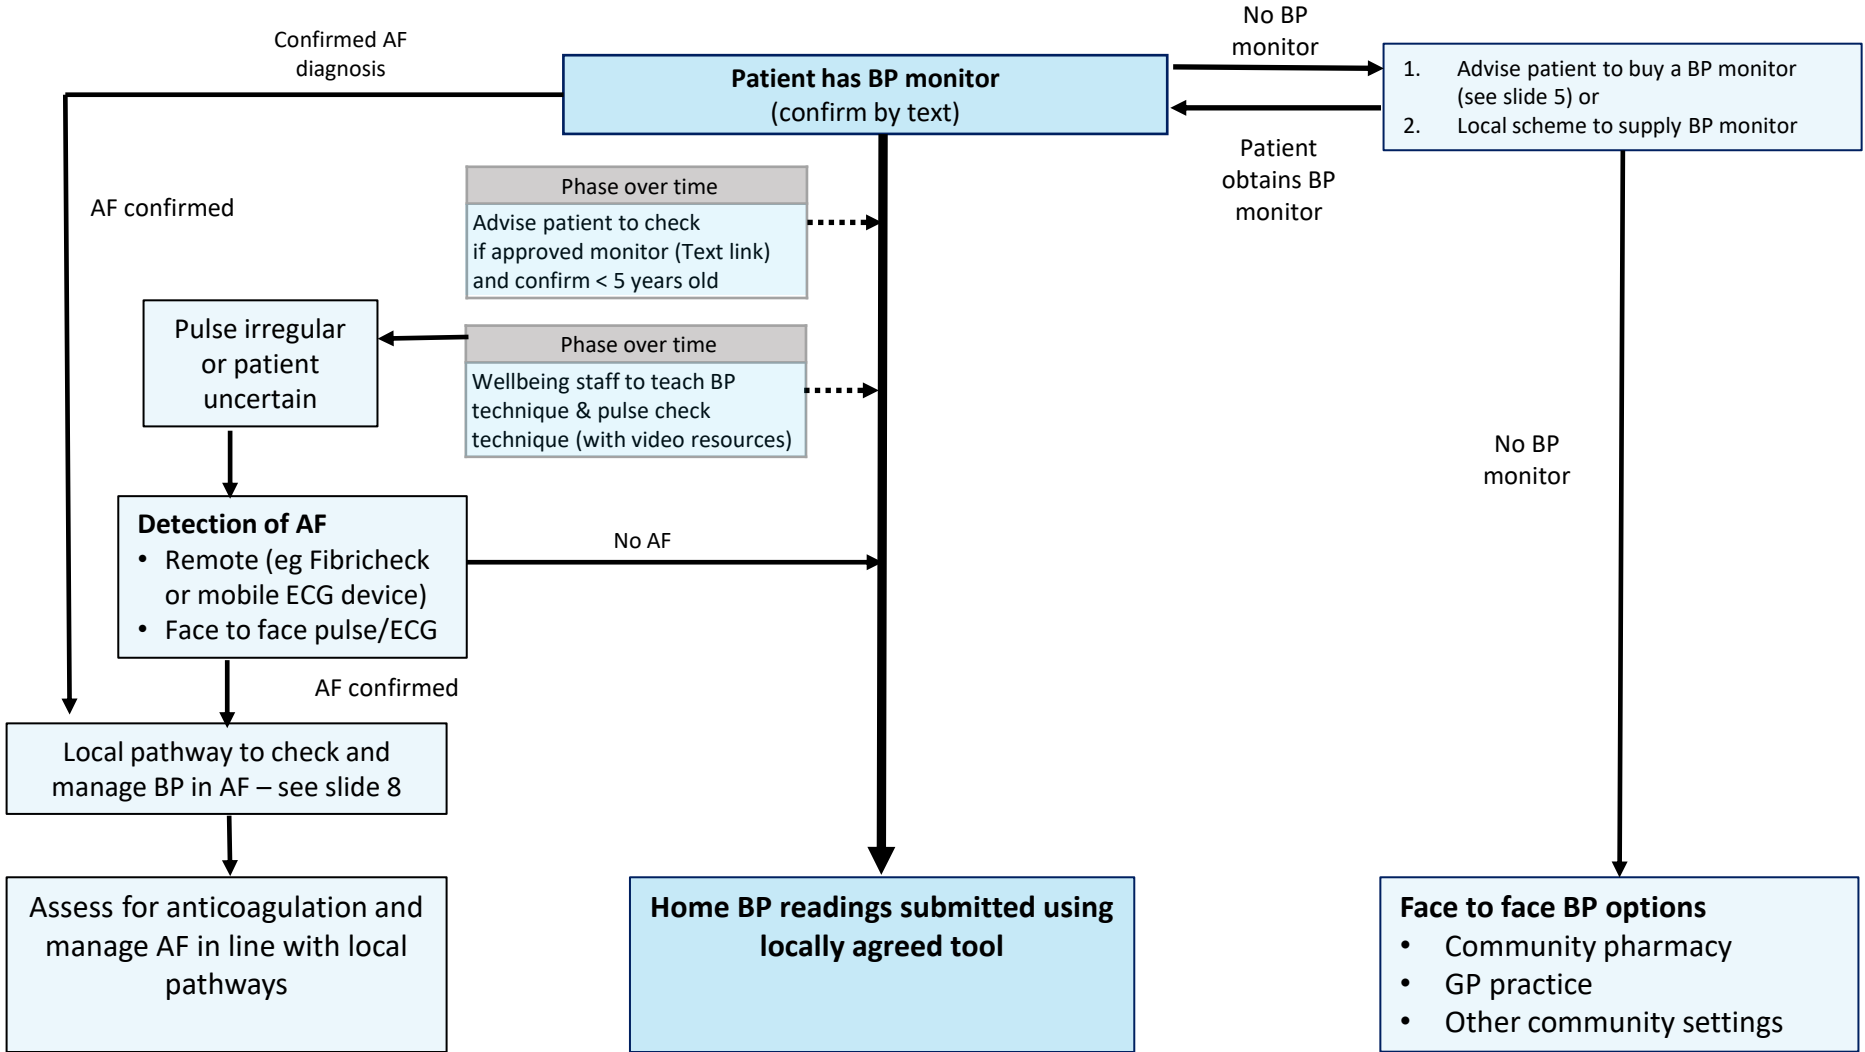 Confirmed AF
diagnosis
Patient has BP monitor
(confirm by text)
No BP
monitor
1. Advise patient to buy a BP monitor
(see slide 5) or
2. Local scheme to supply BP monitor
Patient
obtains BP
monitor
AF confirmed
Phase over time
Advise patient to check
if approved monitor (Text link)
and confirm < 5 years old
Pulse irregular
or patient
uncertain
Phase over time
Wellbeing staff to teach BP
technique & pulse check
technique (with video resources)
No BP
monitor
Detection of AF
• Remote (eg Fibricheck
or mobile ECG device)
• Face to face pulse/ECG
No AF
AF confirmed
Local pathway to check and
manage BP in AF – see slide 8
Assess for anticoagulation and
manage AF in line with local
pathways
Home BP readings submitted using
locally agreed tool
Face to face BP options
• Community pharmacy
• GP practice
• Other community settings